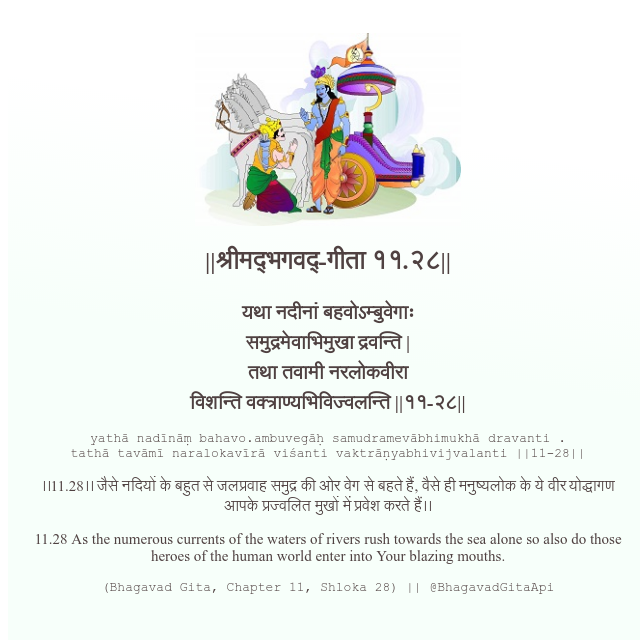 ||श्रीमद्‍भगवद्‍-गीता ११.२८||
यथा नदीनां बहवोऽम्बुवेगाः
समुद्रमेवाभिमुखा द्रवन्ति |
तथा तवामी नरलोकवीरा
विशन्ति वक्त्राण्यभिविज्वलन्ति ||११-२८||
yathā nadīnāṃ bahavo.ambuvegāḥ samudramevābhimukhā dravanti .
tathā tavāmī naralokavīrā viśanti vaktrāṇyabhivijvalanti ||11-28||
।।11.28।। जैसे नदियों के बहुत से जलप्रवाह समुद्र की ओर वेग से बहते हैं, वैसे ही मनुष्यलोक के ये वीर योद्धागण
आपके प्रज्वलित मुखों में प्रवेश करते हैं।।
11.28 As the numerous currents of the waters of rivers rush towards the sea alone so also do those
heroes of the human world enter into Your blazing mouths.
(Bhagavad Gita, Chapter 11, Shloka 28) || @BhagavadGitaApi